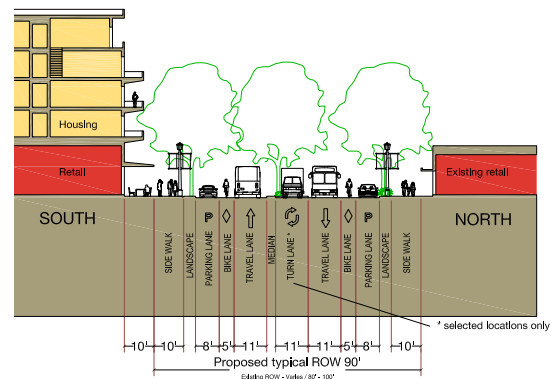 Housing
Retail
Existing retail
SOUTH
NORTH
SIDE WALK
LANDSCAPE
PARKING LANE
BIKE LANE
TRAVEL LANE
MEDIAN
TURN LANE *
TRAVEL LANE
BIKE LANE
PARKING LANE
LANDSCAPE
SIDE WALK
P
P
* selected locations only
10' 10' 8' 5' 11' 11' 11' 5' 8' 10'
Proposed typical ROW 90'
Existing ROW - Varies / 80' - 100'